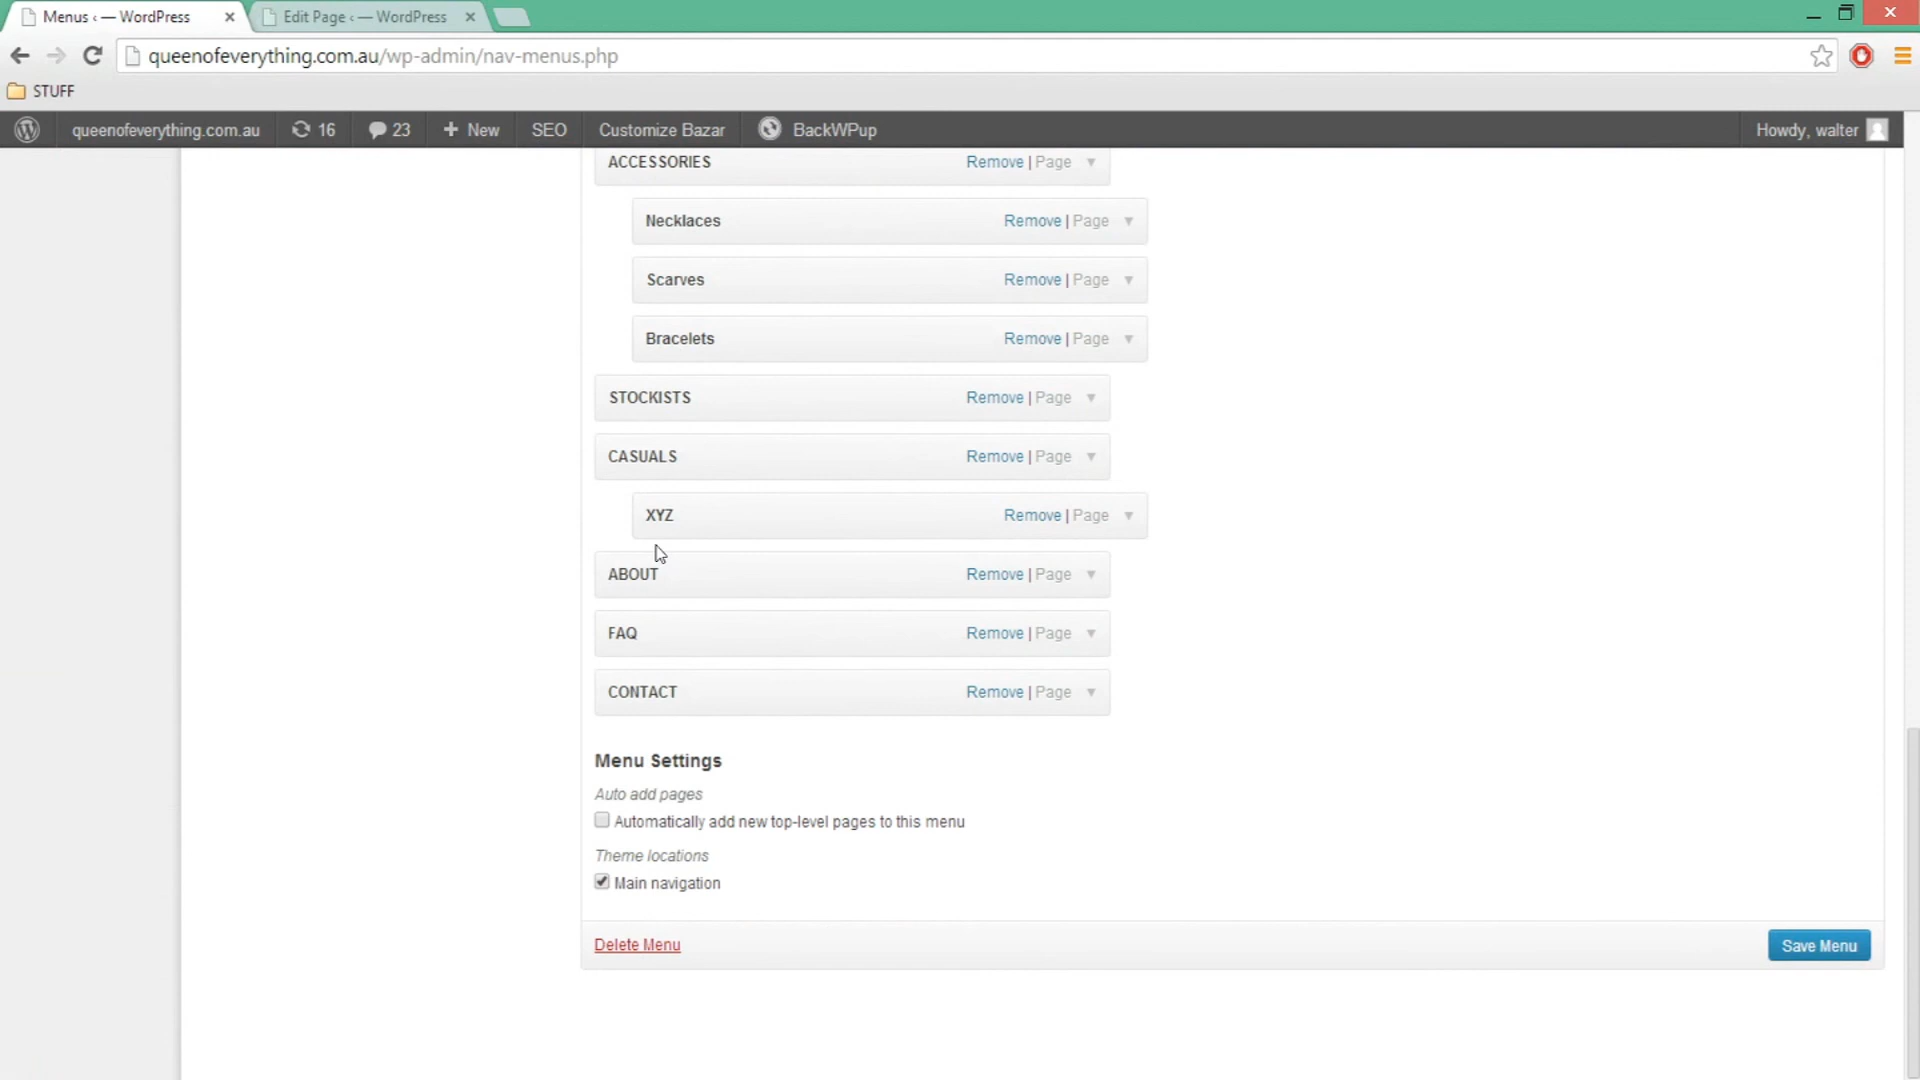 Menus ‹ — WordPress
Edit Page ‹ — WordPress
queenofeverything.com.au/wp-admin/nav-menus.php
STUFF
queenofeverything.com.au 16 23 New SEO Customize Bazar BackWPup Howdy, walter
ACCESSORIES Remove | Page
Necklaces Remove | Page
Scarves Remove | Page
Bracelets Remove | Page
STOCKISTS Remove | Page
CASUALS Remove | Page
XYZ Remove | Page
ABOUT Remove | Page
FAQ Remove | Page
CONTACT Remove | Page
Menu Settings
Auto add pages
Automatically add new top-level pages to this menu
Theme locations
Main navigation
Delete Menu
Save Menu